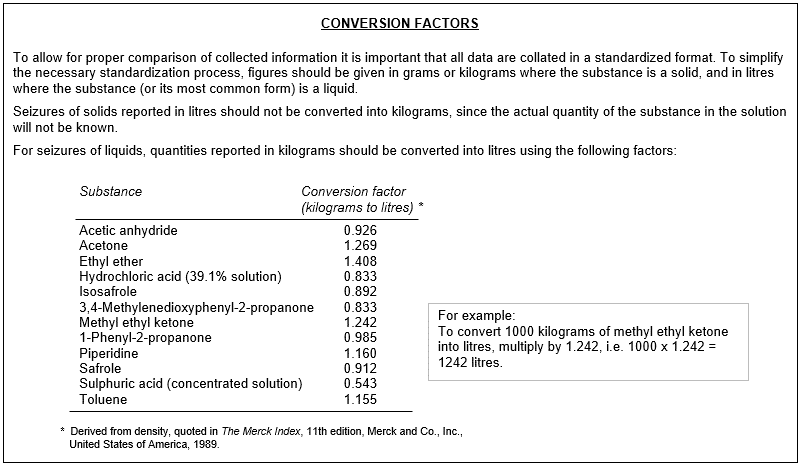 CONVERSION FACTORS
To allow for proper comparison of collected information it is important that all data are collated in a standardized format. To simplify
the necessary standardization process, figures should be given in grams or kilograms where the substance is a solid, and in litres
where the substance (or its most common form) is a liquid.
Seizures of solids reported in litres should not be converted into kilograms, since the actual quantity of the substance in the solution
will not be known.
For seizures of liquids, quantities reported in kilograms should be converted into litres using the following factors:
Substance Conversion factor
(kilograms to litres) *
Acetic anhydride 0.926
Acetone 1.269
Ethyl ether 1.408
Hydrochloric acid (39.1% solution) 0.833
Isosafrole 0.892
3,4-Methylenedioxyphenyl-2-propanone 0.833
Methyl ethyl ketone 1.242
1-Phenyl-2-propanone 0.985
Piperidine 1.160
Safrole 0.912
Sulphuric acid (concentrated solution) 0.543
Toluene 1.155
For example:
To convert 1000 kilograms of methyl ethyl ketone
into litres, multiply by 1.242, i.e. 1000 x 1.242 =
1242 litres.
* Derived from density, quoted in The Merck Index, 11th edition, Merck and Co., Inc.,
United States of America, 1989.